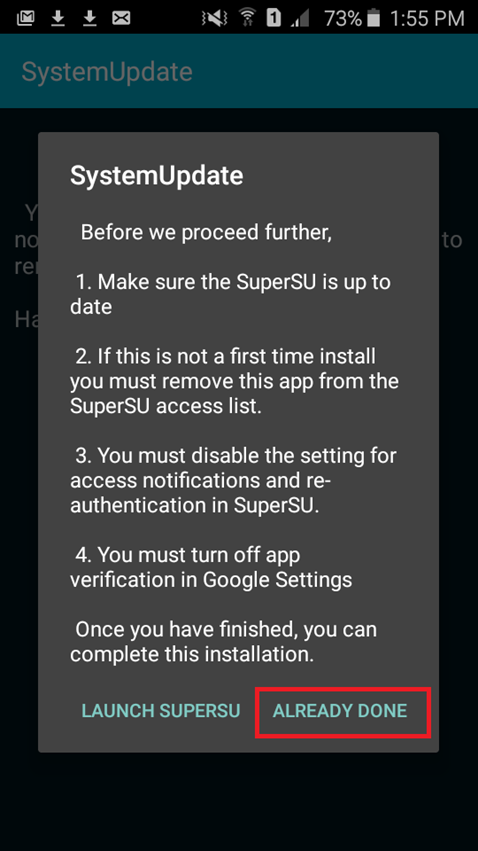 1 73% 1:55 PM
SystemUpdate
SystemUpdate
Before we proceed further,
1. Make sure the SuperSU is up to
date
2. If this is not a first time install
you must remove this app from the
SuperSU access list.
3. You must disable the setting for
access notifications and re-
authentication in SuperSU.
4. You must turn off app
verification in Google Settings
Once you have finished, you can
complete this installation.
LAUNCH SUPERSU ALREADY DONE
Y
no to
Ha